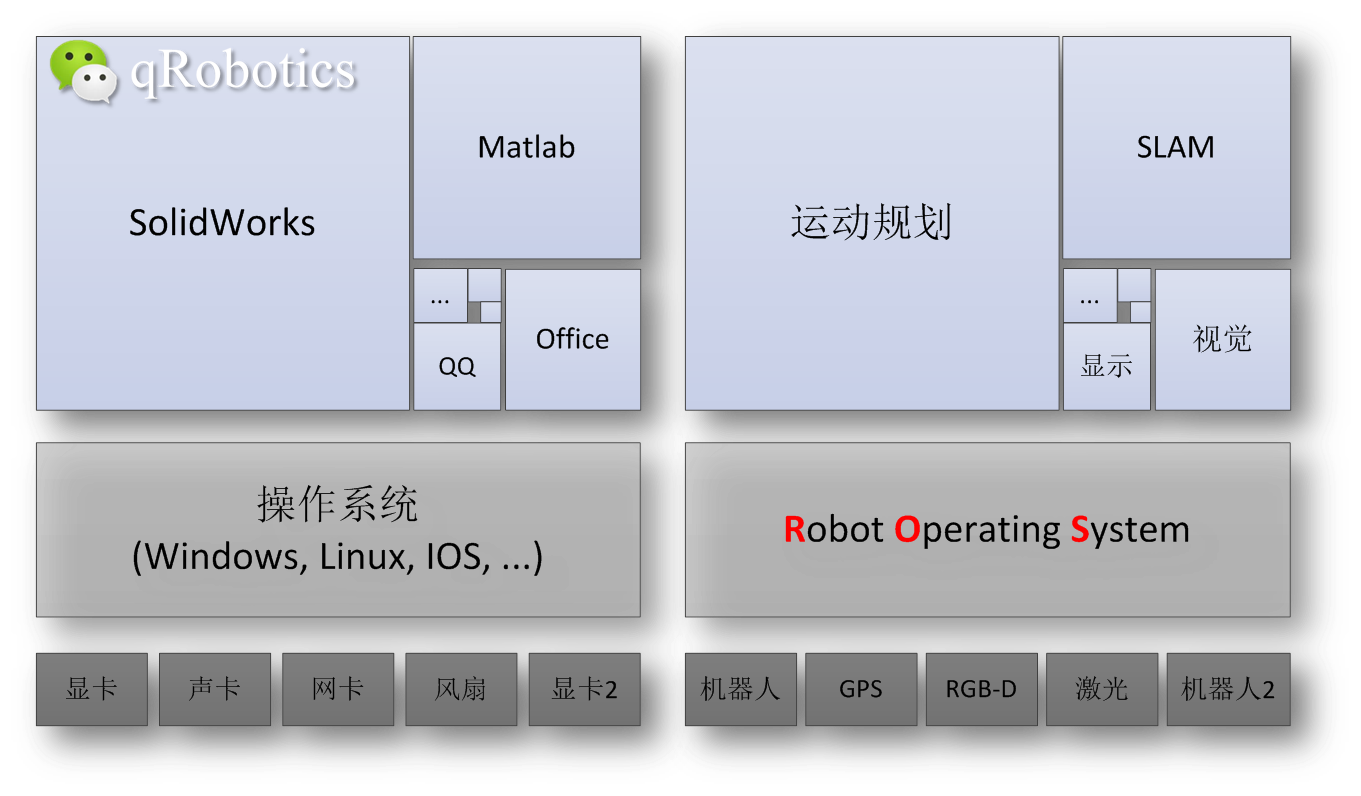 qRobotics
SolidWorks
Matlab
...
QQ
Office
操作系统
(Windows, Linux, IOS, ...)
显卡
声卡
网卡
风扇
显卡2
运动规划
SLAM
...
显示
视觉
Robot Operating System
机器人
GPS
RGB-D
激光
机器人2